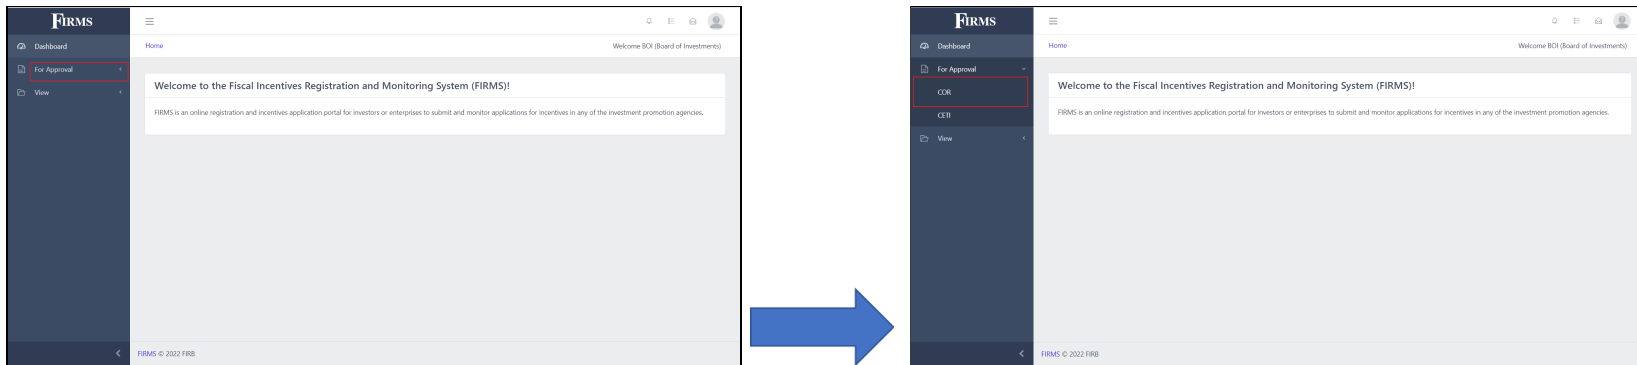 FIRMS
Dashboard
For Approval
View
Home
Welcome BOI (Board of Investments)
Welcome to the Fiscal Incentives Registration and Monitoring System (FIRMS)!
FIRMS is an online registration and incentives application portal for investors or enterprises to submit and monitor applications for incentives in any of the investment promotion agencies.
FIRMS © 2022 FIRB
FIRMS
Dashboard
For Approval
COR
CETI
View
Home
Welcome BOI (Board of Investments)
Welcome to the Fiscal Incentives Registration and Monitoring System (FIRMS)!
FIRMS is an online registration and incentives application portal for investors or enterprises to submit and monitor applications for incentives in any of the investment promotion agencies.
FIRMS © 2022 FIRB